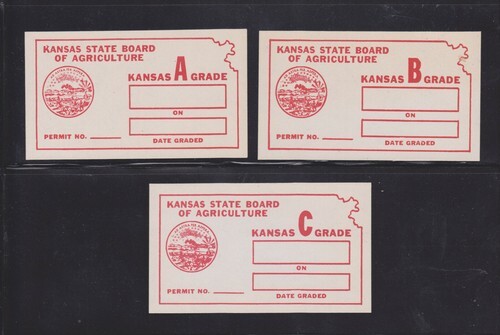 KANSAS STATE BOARD
OF AGRICULTURE
KANSAS A GRADE
ON
PERMIT NO.
DATE GRADED
KANSAS STATE BOARD
OF AGRICULTURE
KANSAS B GRADE
ON
PERMIT NO.
DATE GRADED
KANSAS STATE BOARD
OF AGRICULTURE
KANSAS C GRADE
ON
PERMIT NO.
DATE GRADED